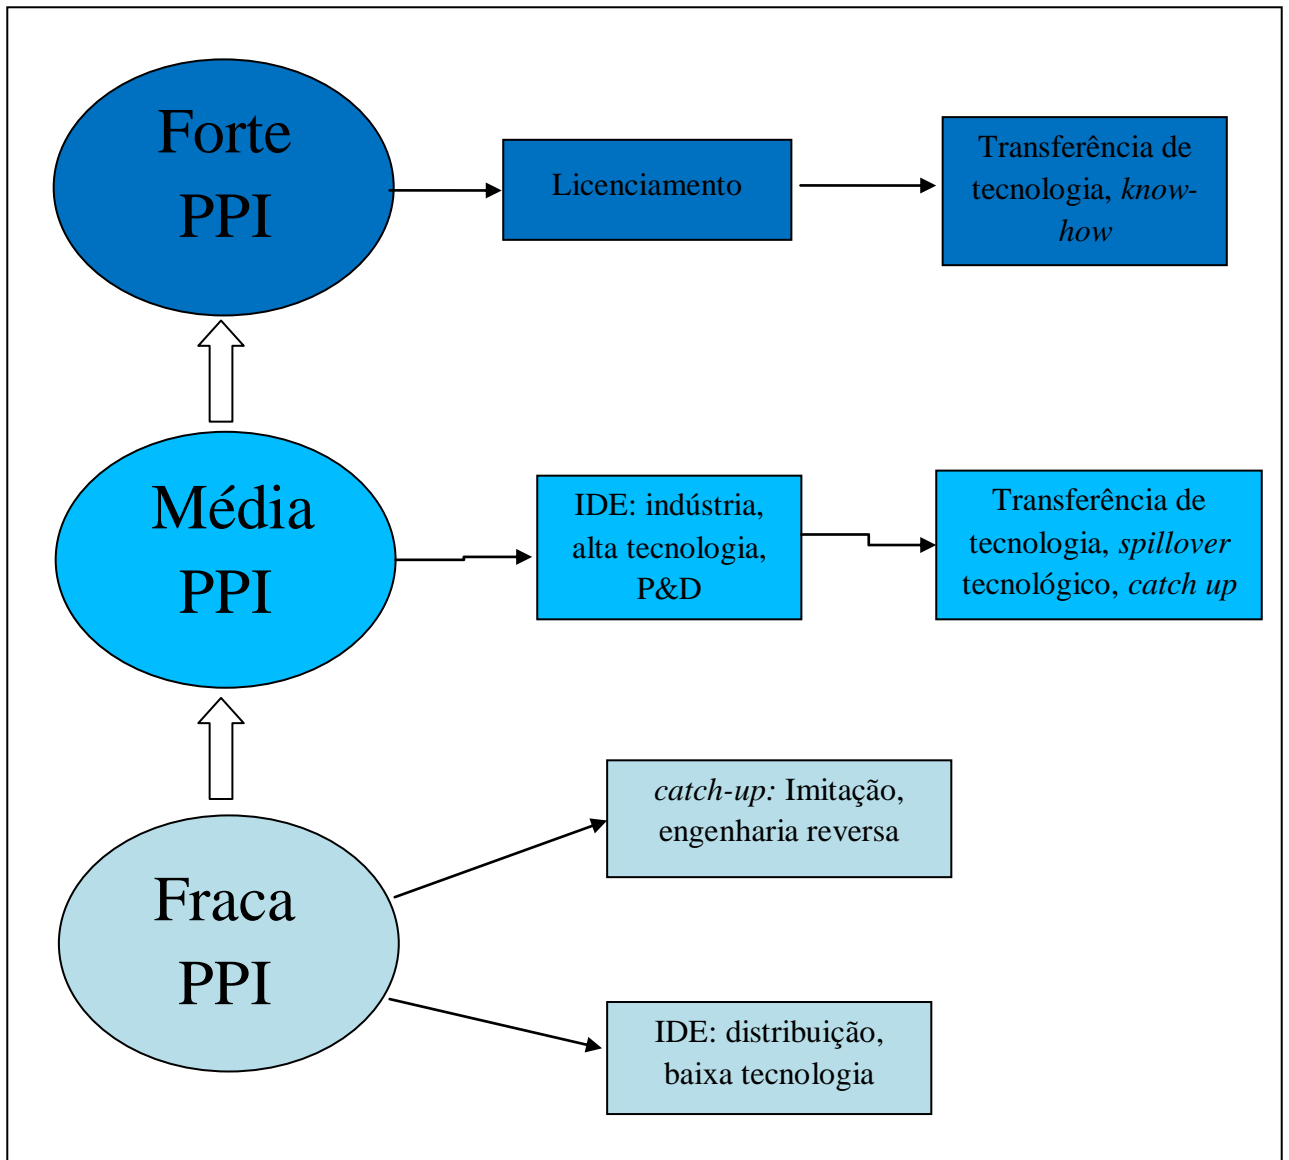 Forte
PPI
Licenciamento
Transferência de
tecnologia, know-
how
Média
PPI
IDE: indústria,
alta tecnologia,
P&D
Transferência de
tecnologia, spillover
tecnológico, catch up
Fraca
PPI
catch-up: Imitação,
engenharia reversa
IDE: distribuição,
baixa tecnologia